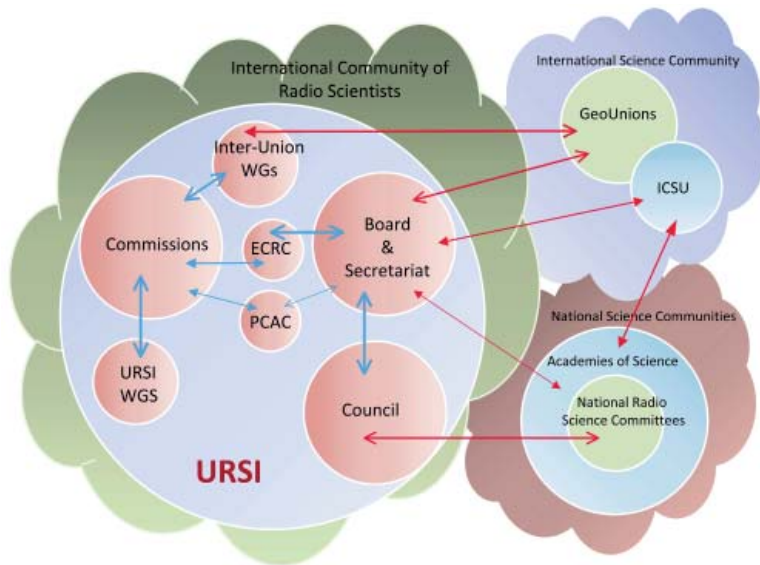 International Community of
Radio Scientists
International Science Community
GeoUnions
Inter-Union
WGs
ICSU
Commissions
ECRC
Board
&
Secretariat
PCAC
National Science Communities
Academies of Science
URSI
WGS
Council
National Radio
Science Committees
URSI